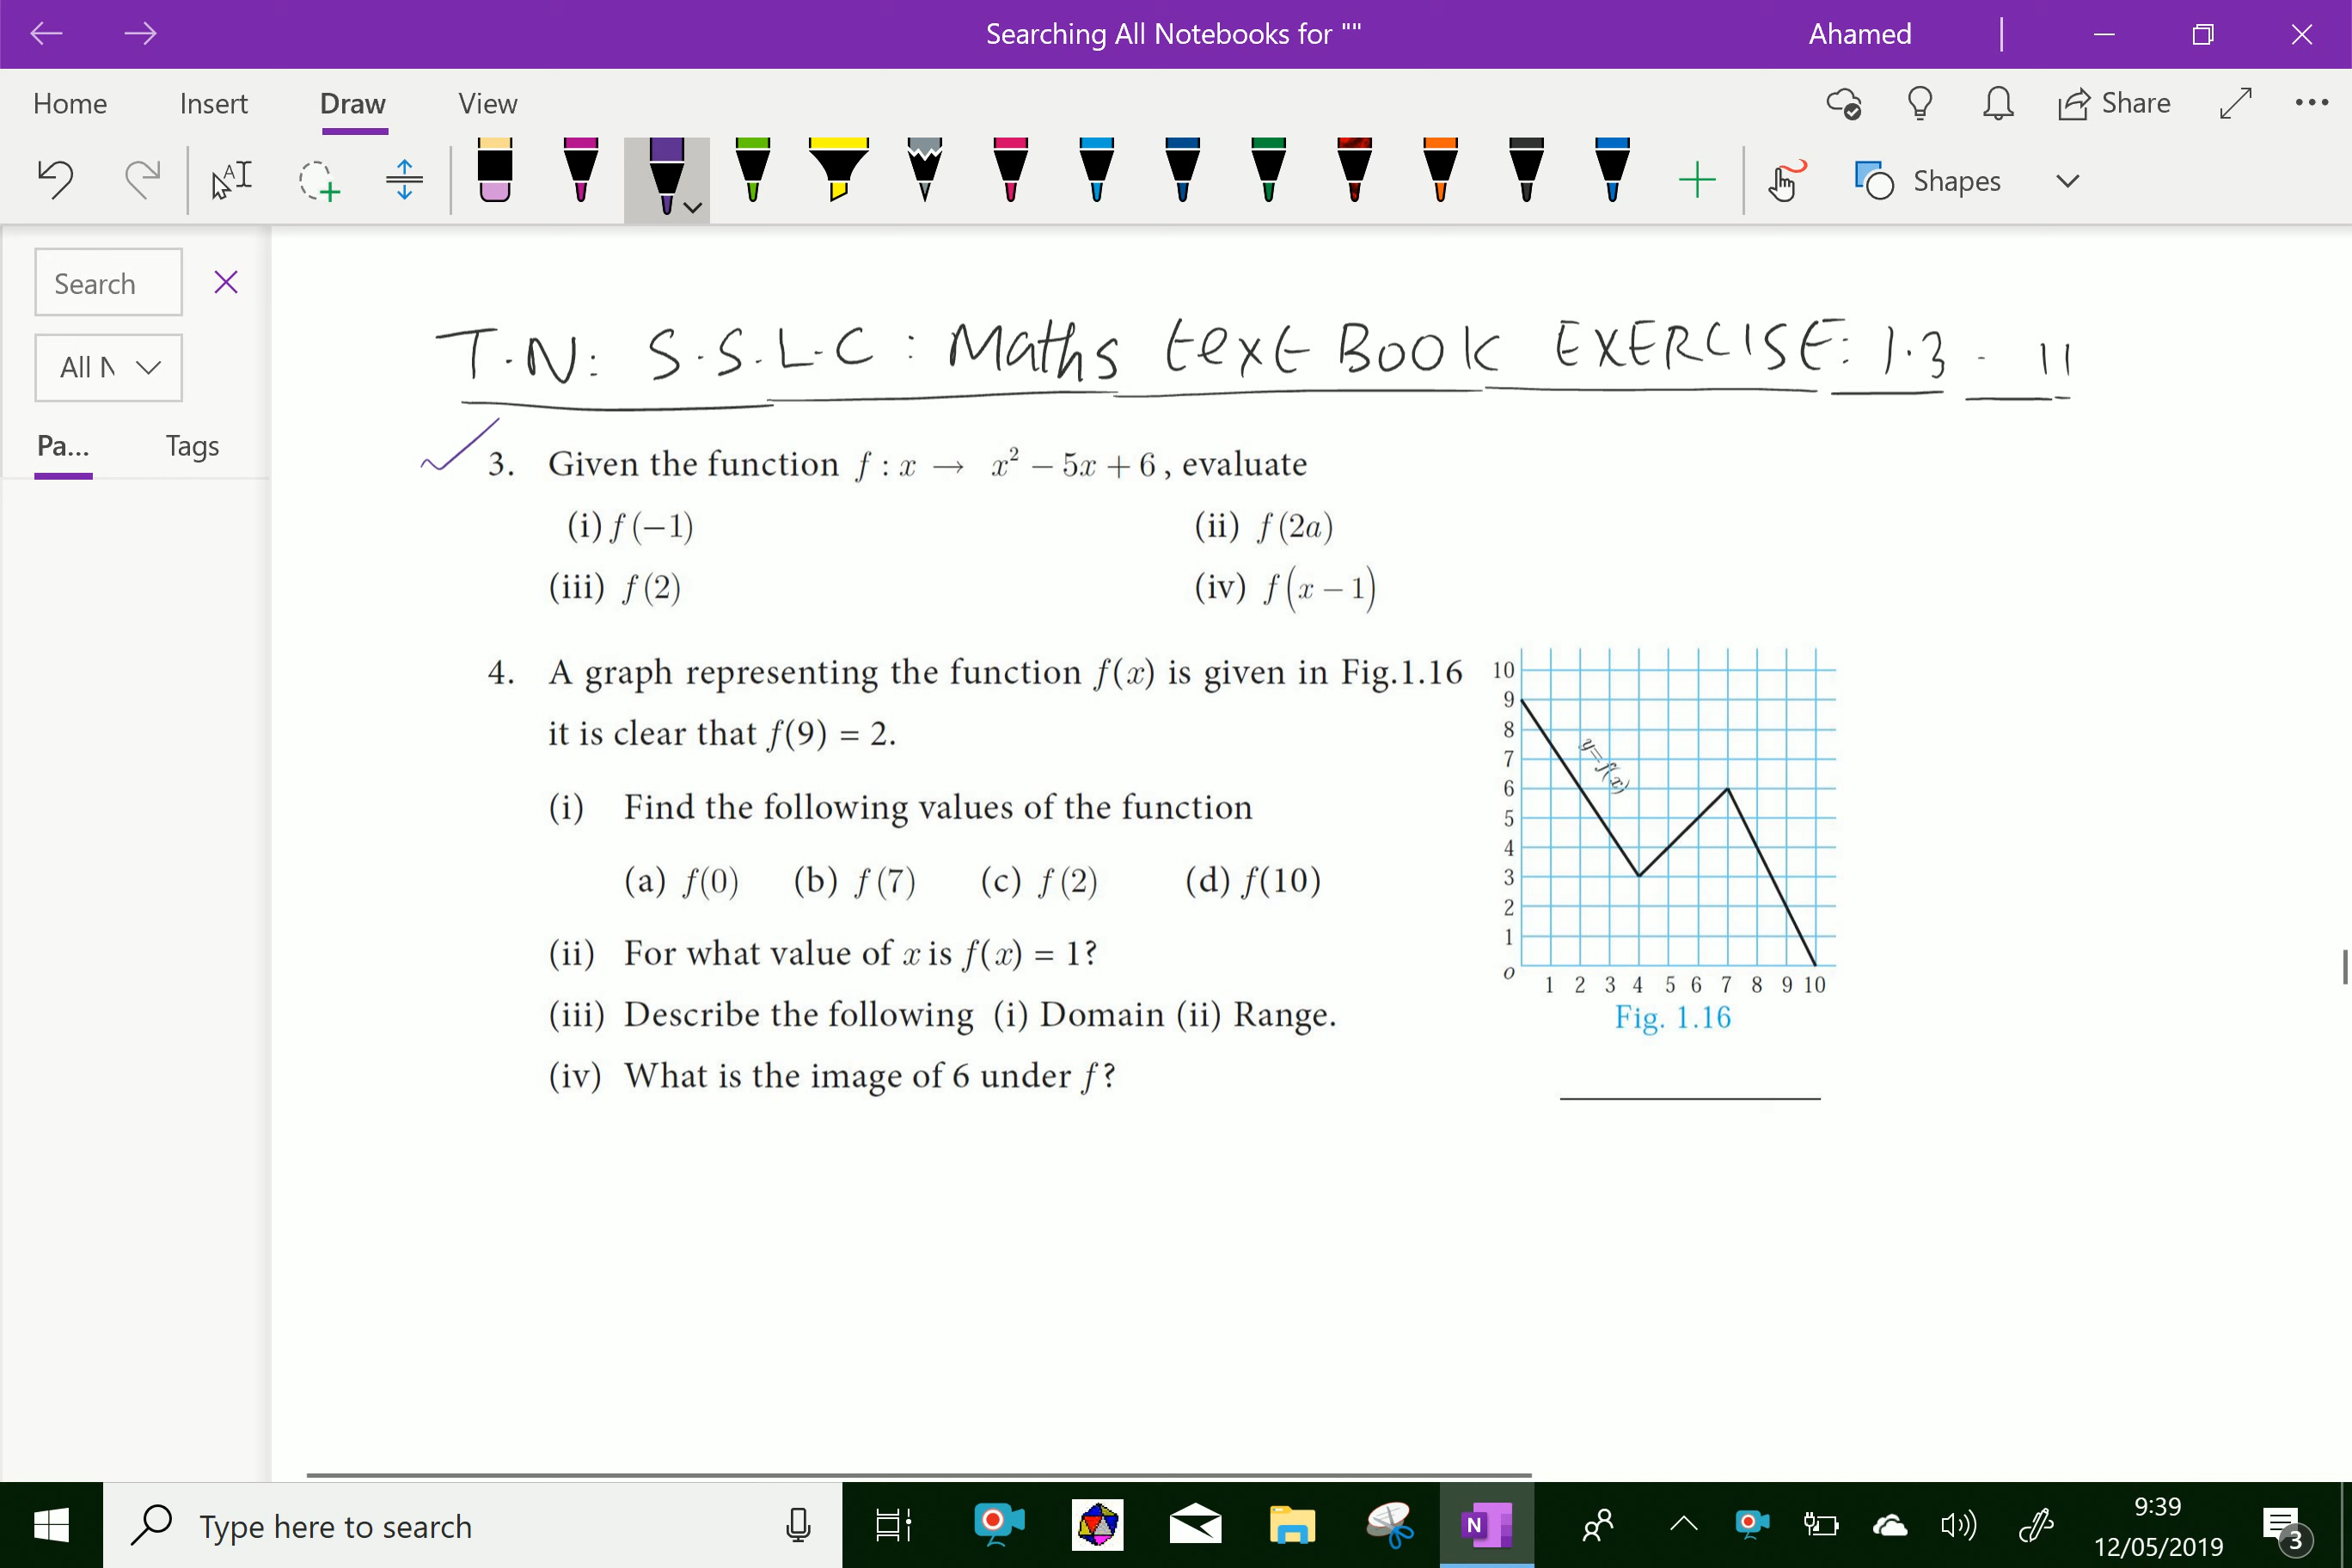 Searching All Notebooks for ""
Ahamed
Home Insert Draw View
Share
Shapes
Search
All N
Pa... Tags
T.N: S.S.L.C : Maths text Book EXERCISE: 1.3 - 11
3. Given the function f : x → x² − 5x + 6, evaluate
(i) f(−1) (ii) f(2a)
(iii) f(2) (iv) f(x − 1)
4. A graph representing the function f(x) is given in Fig.1.16
it is clear that f(9) = 2.
(i) Find the following values of the function
(a) f(0) (b) f(7) (c) f(2) (d) f(10)
(ii) For what value of x is f(x) = 1?
(iii) Describe the following (i) Domain (ii) Range.
(iv) What is the image of 6 under f?
10
9
8
7
6
5
4
3
2
1
O
y=f(x)
1 2 3 4 5 6 7 8 9 10
Fig. 1.16
Type here to search
N
9:39
12/05/2019
3